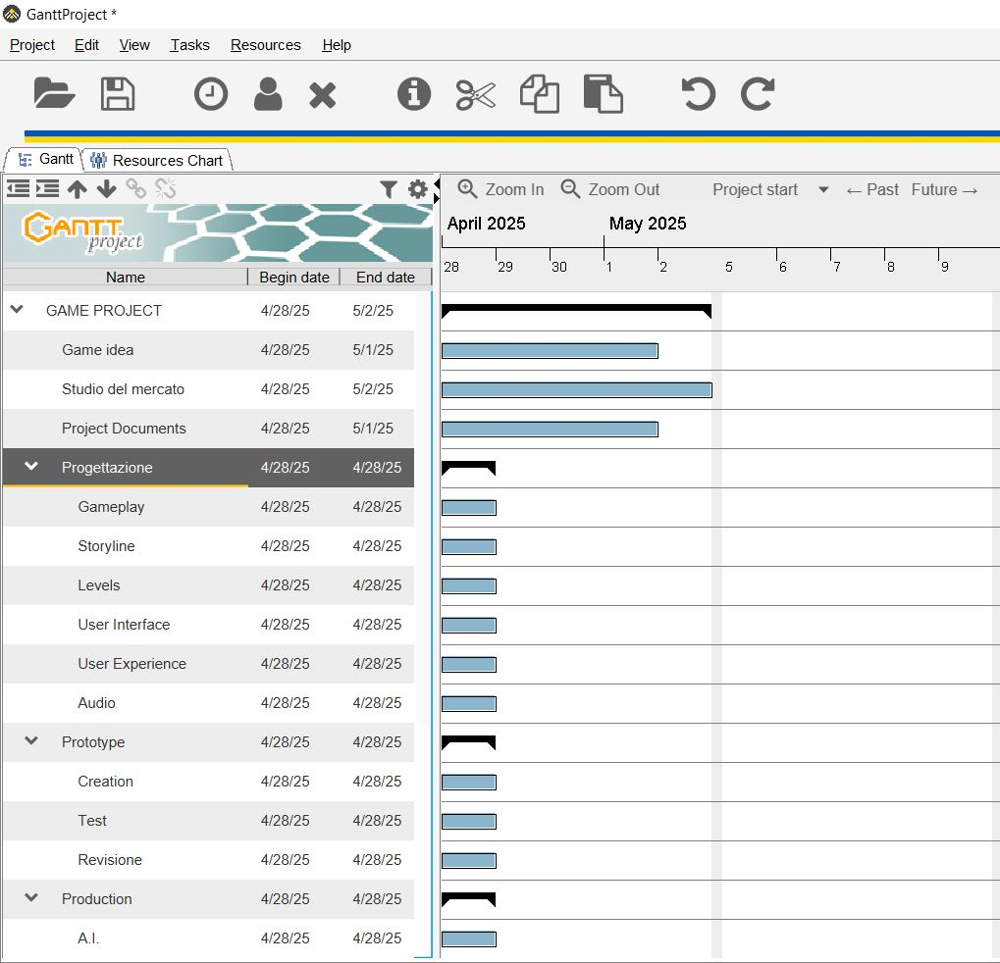 GanttProject *
Project Edit View Tasks Resources Help
Gantt Resources Chart
Zoom In Zoom Out Project start ← Past Future →
GANTT project
April 2025 May 2025
28 29 30 1 2 5 6 7 8 9
Name Begin date End date
GAME PROJECT 4/28/25 5/2/25
Game idea 4/28/25 5/1/25
Studio del mercato 4/28/25 5/2/25
Project Documents 4/28/25 5/1/25
Progettazione 4/28/25 4/28/25
Gameplay 4/28/25 4/28/25
Storyline 4/28/25 4/28/25
Levels 4/28/25 4/28/25
User Interface 4/28/25 4/28/25
User Experience 4/28/25 4/28/25
Audio 4/28/25 4/28/25
Prototype 4/28/25 4/28/25
Creation 4/28/25 4/28/25
Test 4/28/25 4/28/25
Revisione 4/28/25 4/28/25
Production 4/28/25 4/28/25
A.I. 4/28/25 4/28/25